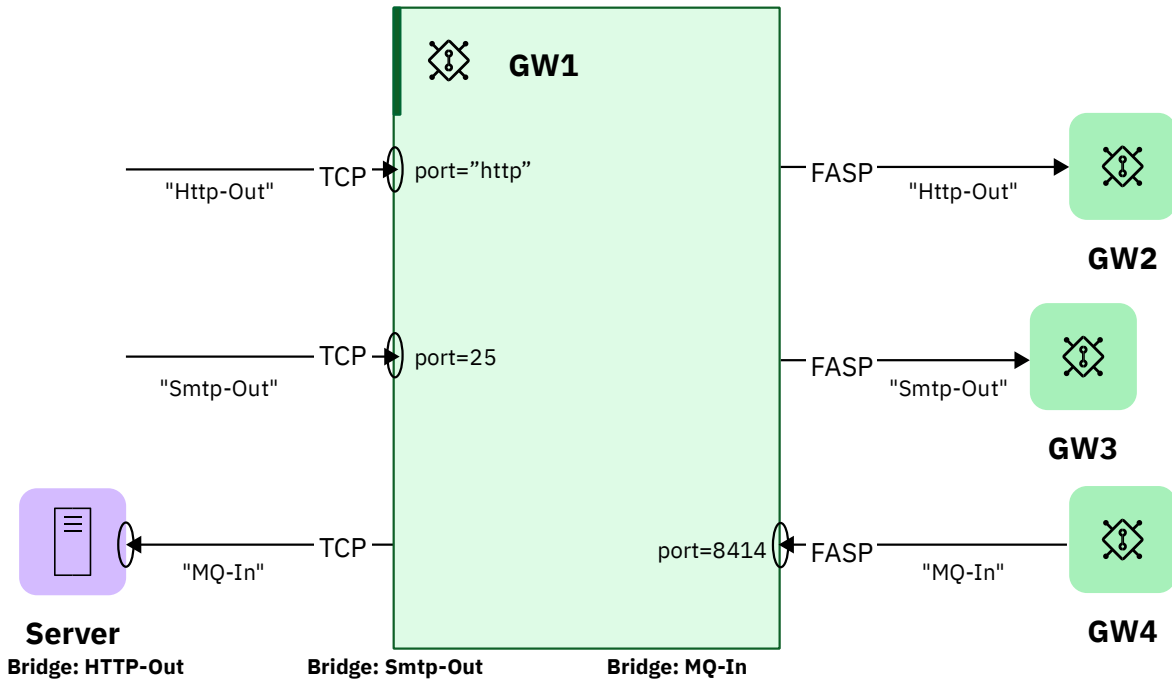 GW1
TCP
port=”http”
"Http-Out"
FASP
"Http-Out"
GW2
TCP
port=25
"Smtp-Out"
FASP
"Smtp-Out"
GW3
TCP
"MQ-In"
port=8414
FASP
"MQ-In"
Server
GW4
Bridge: HTTP-Out
Bridge: Smtp-Out
Bridge: MQ-In